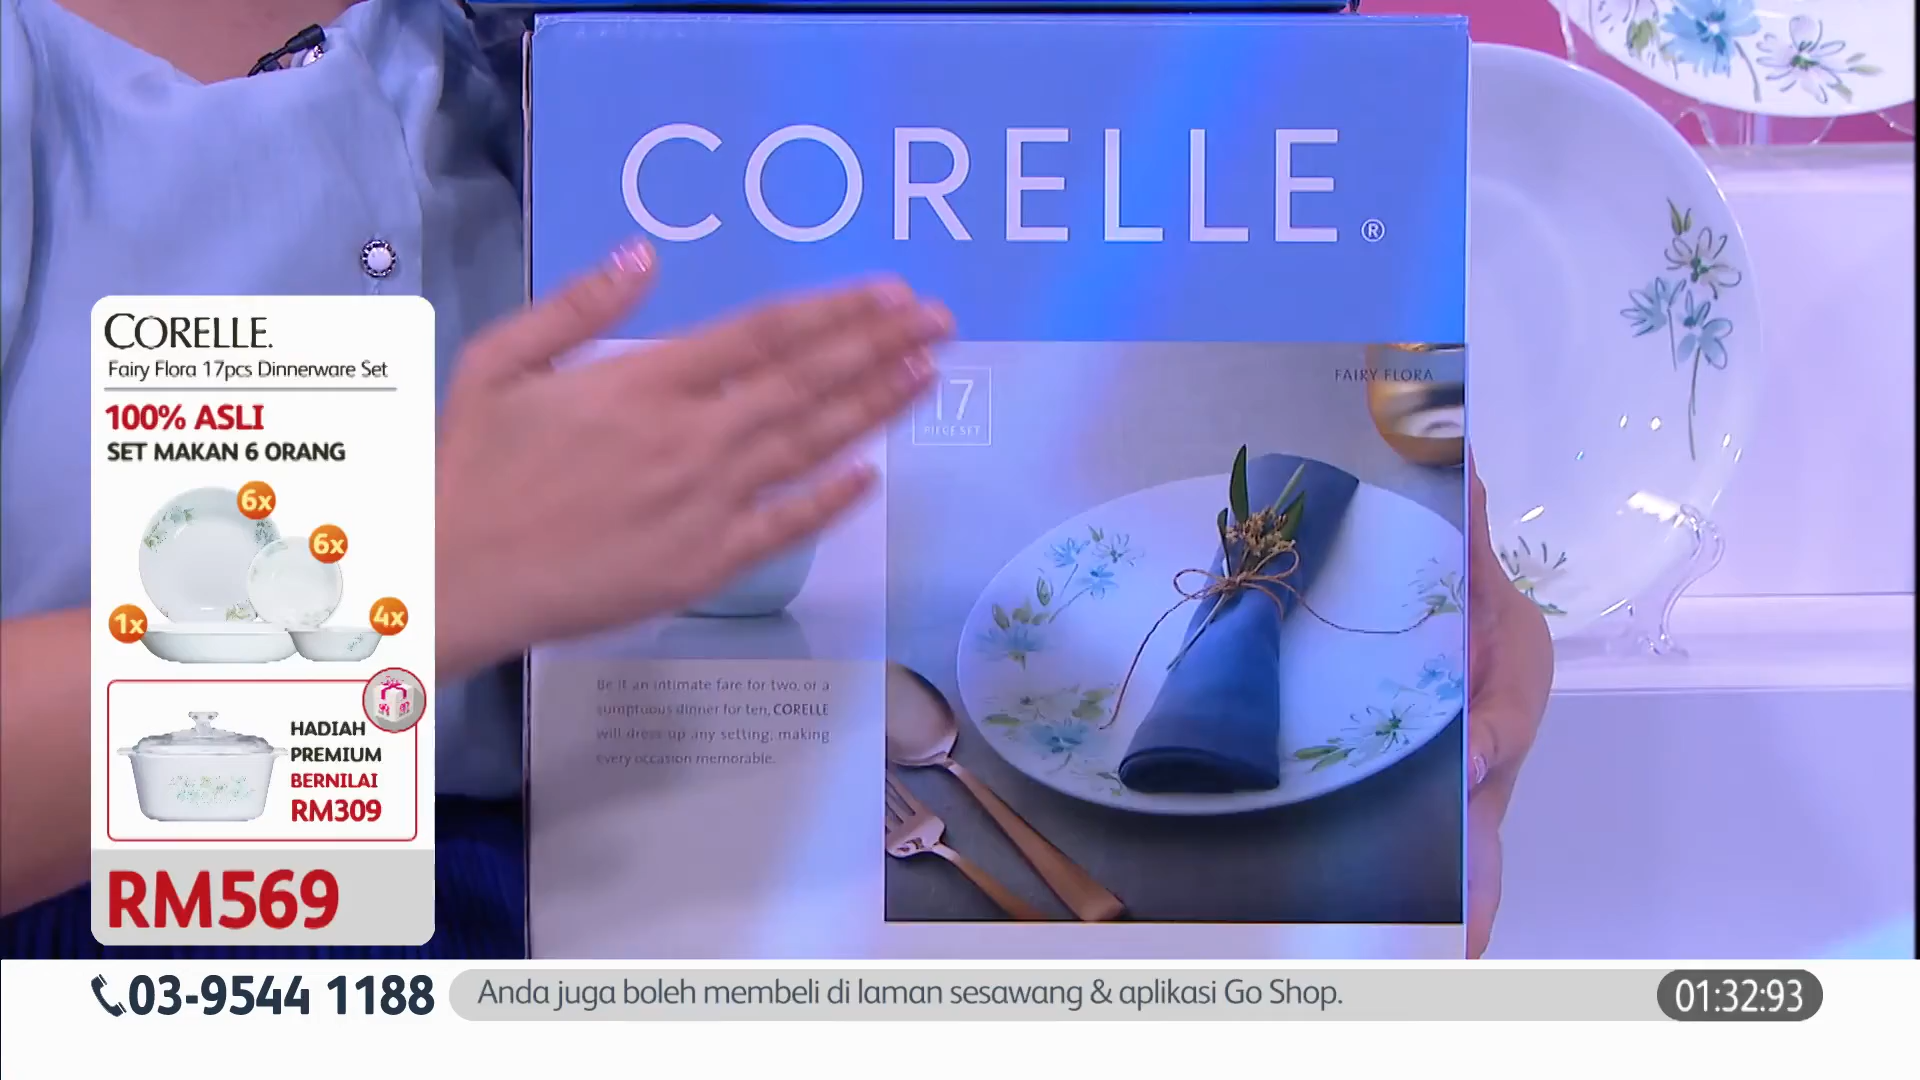 CORELLE®
17
PIECE SET
FAIRY FLORA
Be it an intimate fare for two, or a
sumptuous dinner for ten, CORELLE
will dress up any setting, making
every occasion memorable.
CORELLE.
Fairy Flora 17pcs Dinnerware Set
100% ASLI
SET MAKAN 6 ORANG
6x
6x
1x
4x
HADIAH
PREMIUM
BERNILAI
RM309
RM569
03-9544 1188
Anda juga boleh membeli di laman sesawang & aplikasi Go Shop.
01:32:93